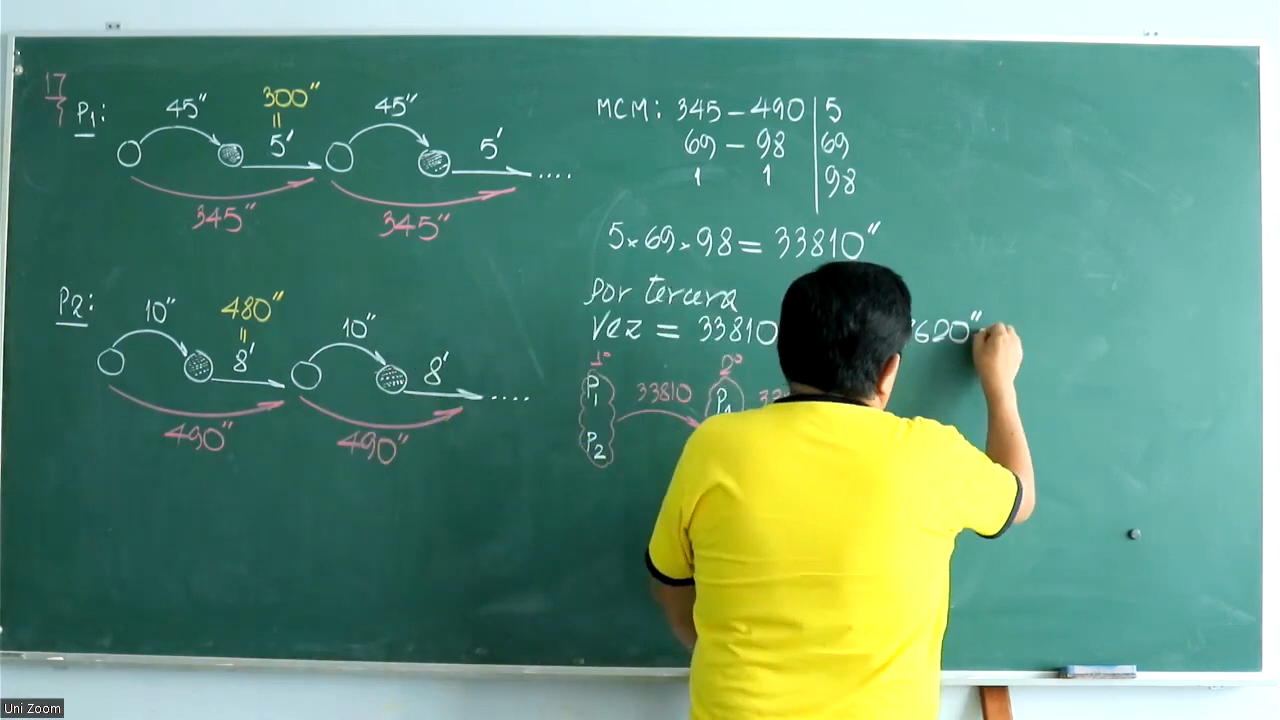 17
P1: 45" 300" 45"
5' 5' ....
345" 345"
P2: 10" 480" 10"
8' 8' ....
490" 490"
MCM: 345 - 490 | 5
69 - 98 | 69
1 1 | 98
5 × 69 × 98 = 33810"
Por tercera
Vez = 33810 620"
1° 2°
P1 33810 P1
P2
Uni Zoom